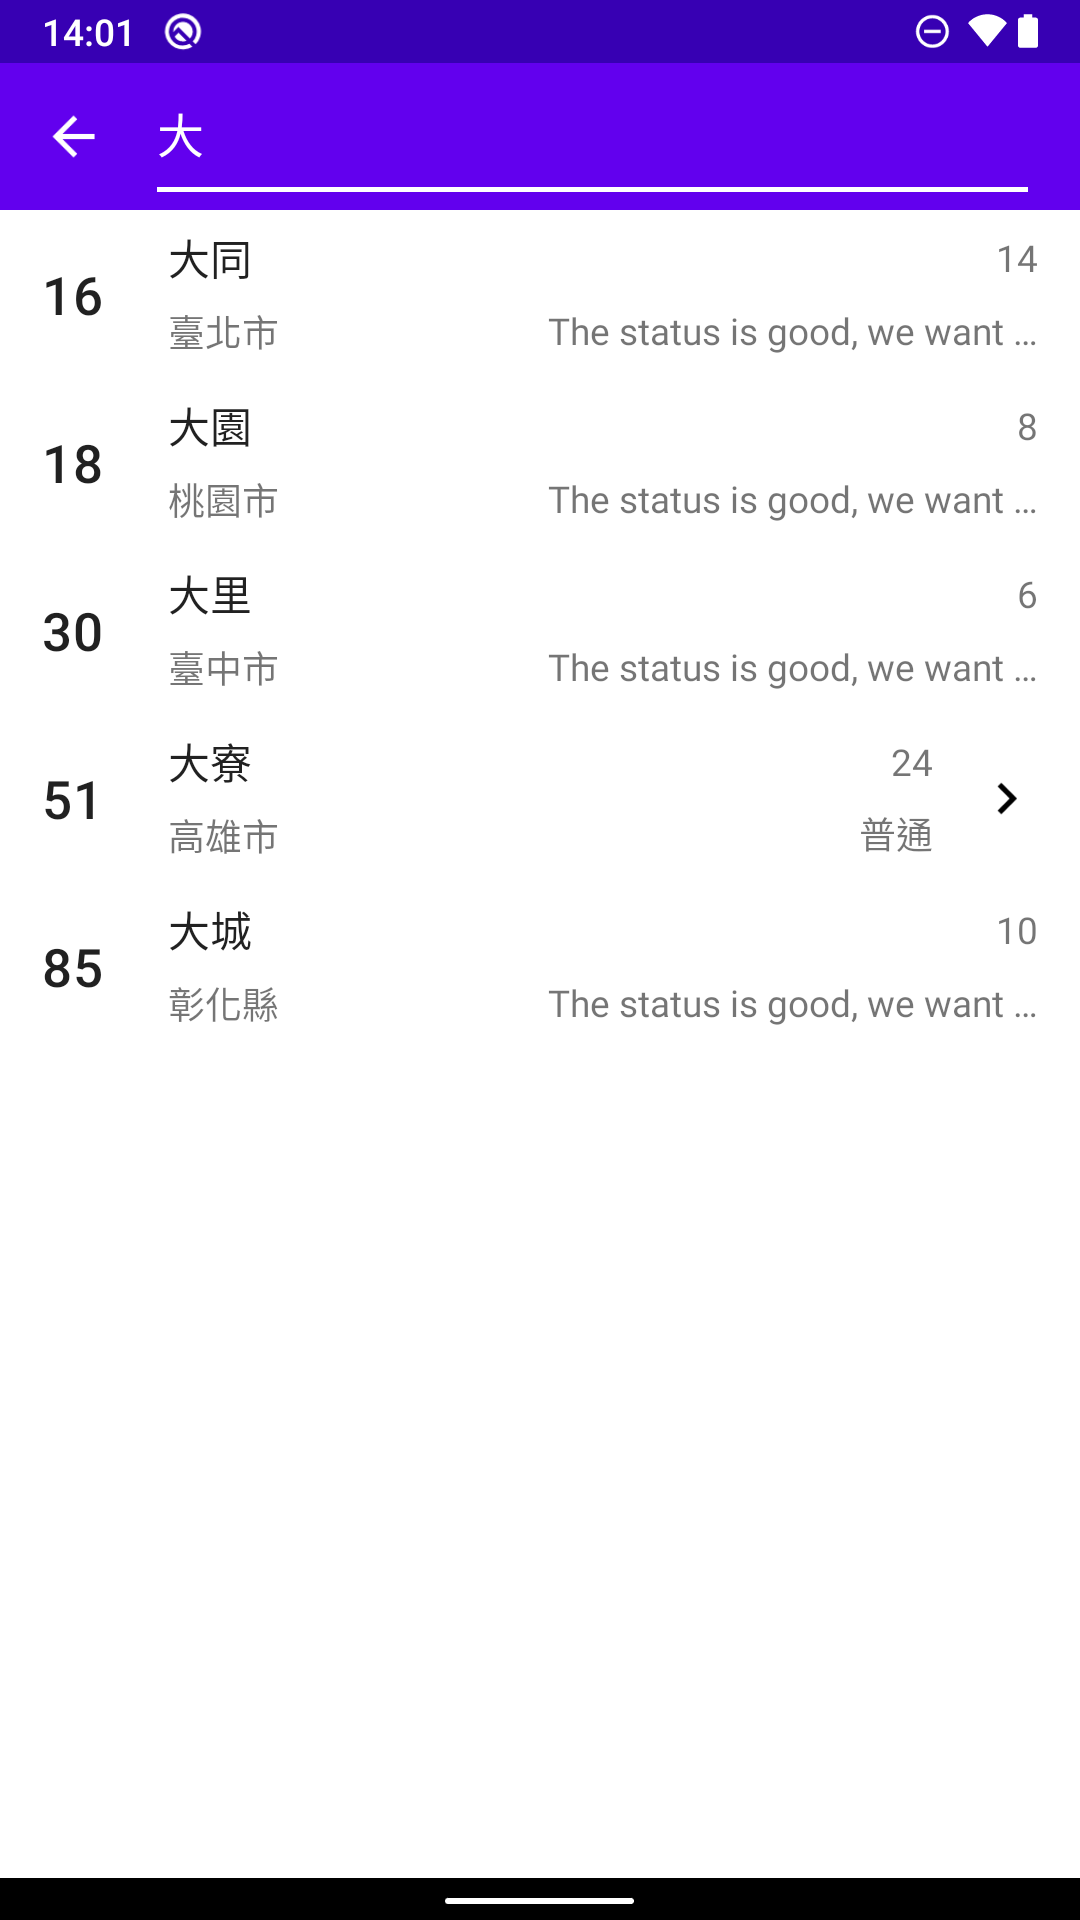 14:01
大
16 大同 14
臺北市 The status is good, we want ...
18 大園 8
桃園市 The status is good, we want ...
30 大里 6
臺中市 The status is good, we want ...
51 大寮 24
高雄市 普通
85 大城 10
彰化縣 The status is good, we want ...